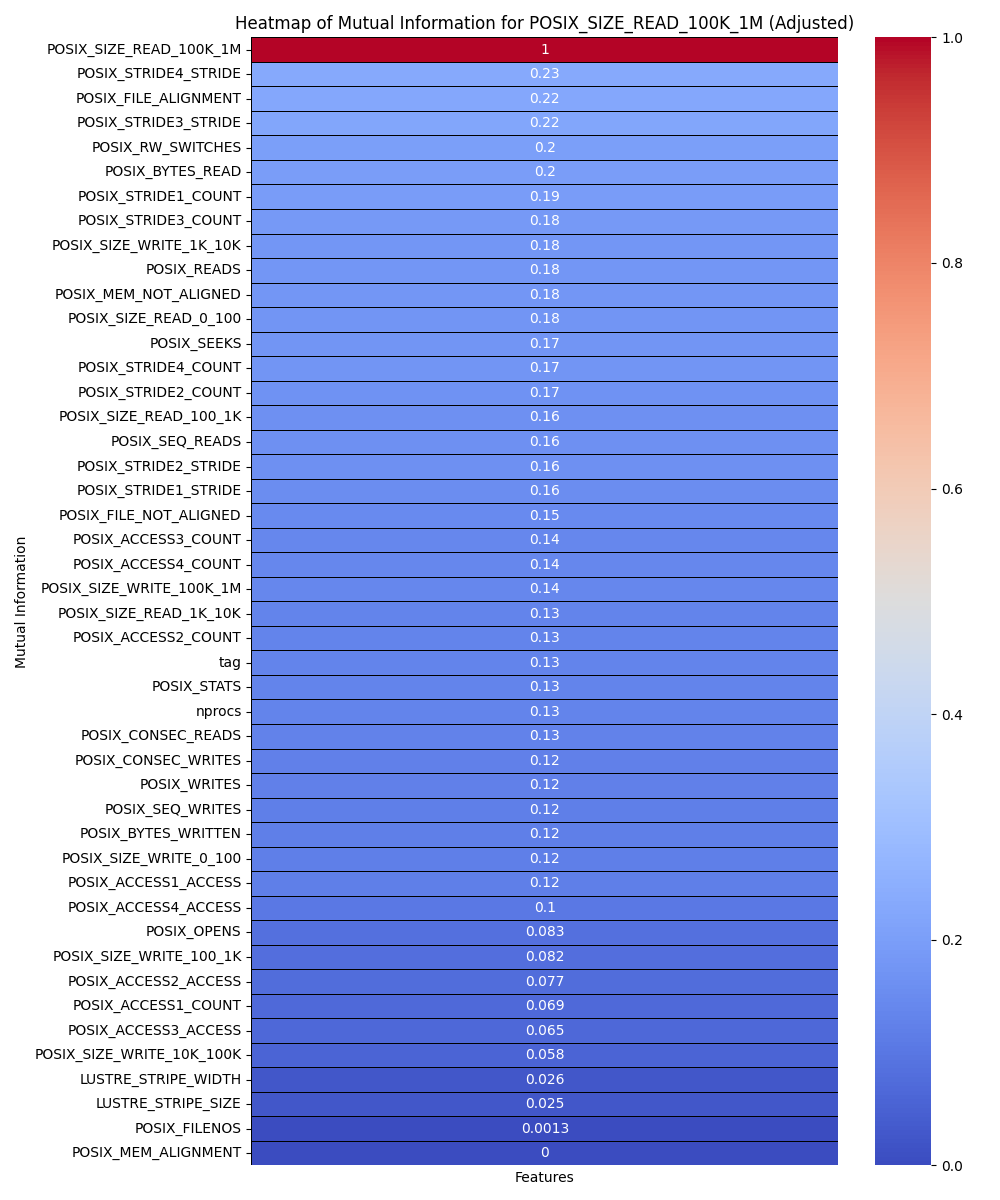 Heatmap of Mutual Information for POSIX_SIZE_READ_100K_1M (Adjusted)
POSIX_SIZE_READ_100K_1M 1
POSIX_STRIDE4_STRIDE 0.23
POSIX_FILE_ALIGNMENT 0.22
POSIX_STRIDE3_STRIDE 0.22
POSIX_RW_SWITCHES 0.2
POSIX_BYTES_READ 0.2
POSIX_STRIDE1_COUNT 0.19
POSIX_STRIDE3_COUNT 0.18
POSIX_SIZE_WRITE_1K_10K 0.18
POSIX_READS 0.18
POSIX_MEM_NOT_ALIGNED 0.18
POSIX_SIZE_READ_0_100 0.18
POSIX_SEEKS 0.17
POSIX_STRIDE4_COUNT 0.17
POSIX_STRIDE2_COUNT 0.17
POSIX_SIZE_READ_100_1K 0.16
POSIX_SEQ_READS 0.16
POSIX_STRIDE2_STRIDE 0.16
POSIX_STRIDE1_STRIDE 0.16
POSIX_FILE_NOT_ALIGNED 0.15
POSIX_ACCESS3_COUNT 0.14
POSIX_ACCESS4_COUNT 0.14
POSIX_SIZE_WRITE_100K_1M 0.14
POSIX_SIZE_READ_1K_10K 0.13
POSIX_ACCESS2_COUNT 0.13
tag 0.13
POSIX_STATS 0.13
nprocs 0.13
POSIX_CONSEC_READS 0.13
POSIX_CONSEC_WRITES 0.12
POSIX_WRITES 0.12
POSIX_SEQ_WRITES 0.12
POSIX_BYTES_WRITTEN 0.12
POSIX_SIZE_WRITE_0_100 0.12
POSIX_ACCESS1_ACCESS 0.12
POSIX_ACCESS4_ACCESS 0.1
POSIX_OPENS 0.083
POSIX_SIZE_WRITE_100_1K 0.082
POSIX_ACCESS2_ACCESS 0.077
POSIX_ACCESS1_COUNT 0.069
POSIX_ACCESS3_ACCESS 0.065
POSIX_SIZE_WRITE_10K_100K 0.058
LUSTRE_STRIPE_WIDTH 0.026
LUSTRE_STRIPE_SIZE 0.025
POSIX_FILENOS 0.0013
POSIX_MEM_ALIGNMENT 0
Mutual Information
Features
1.0
0.8
0.6
0.4
0.2
0.0